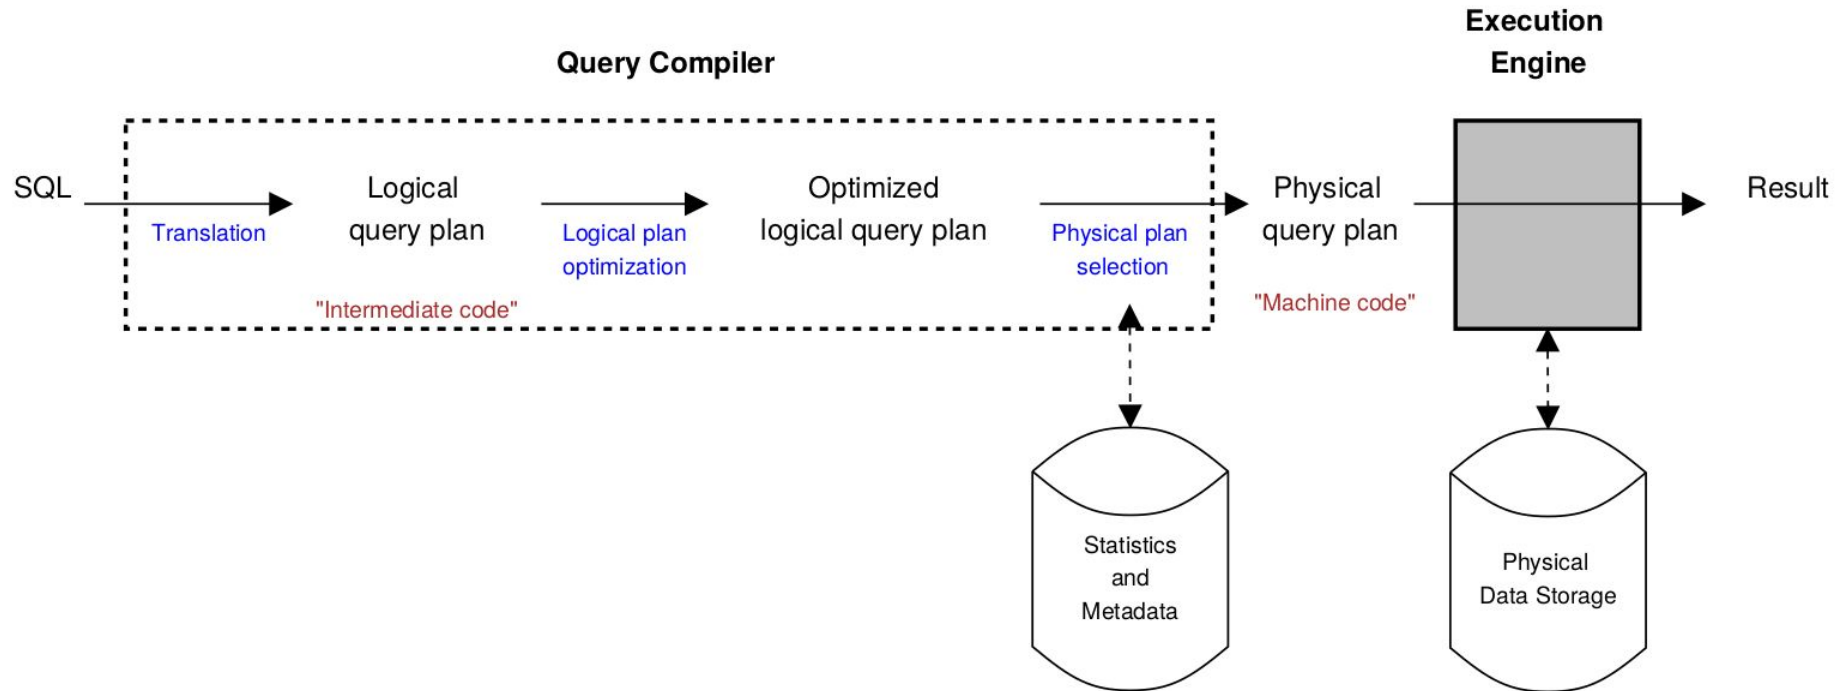 Query Compiler
Execution
Engine
SQL
Translation
Logical
query plan
"Intermediate code"
Logical plan
optimization
Optimized
logical query plan
Physical plan
selection
Physical
query plan
"Machine code"
Result
Statistics
and
Metadata
Physical
Data Storage